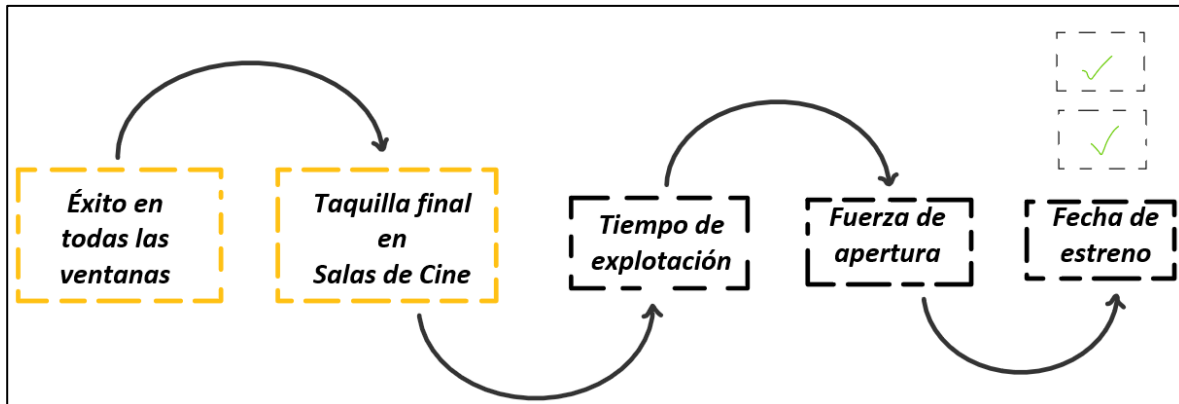 Éxito en
todas las
ventanas
Taquilla final
en
Salas de Cine
Tiempo de
explotación
Fuerza de
apertura
Fecha de
estreno